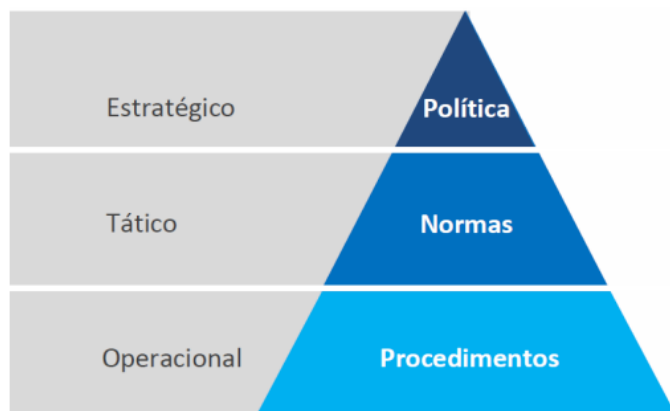 Estratégico
Política
Tático
Normas
Operacional
Procedimentos